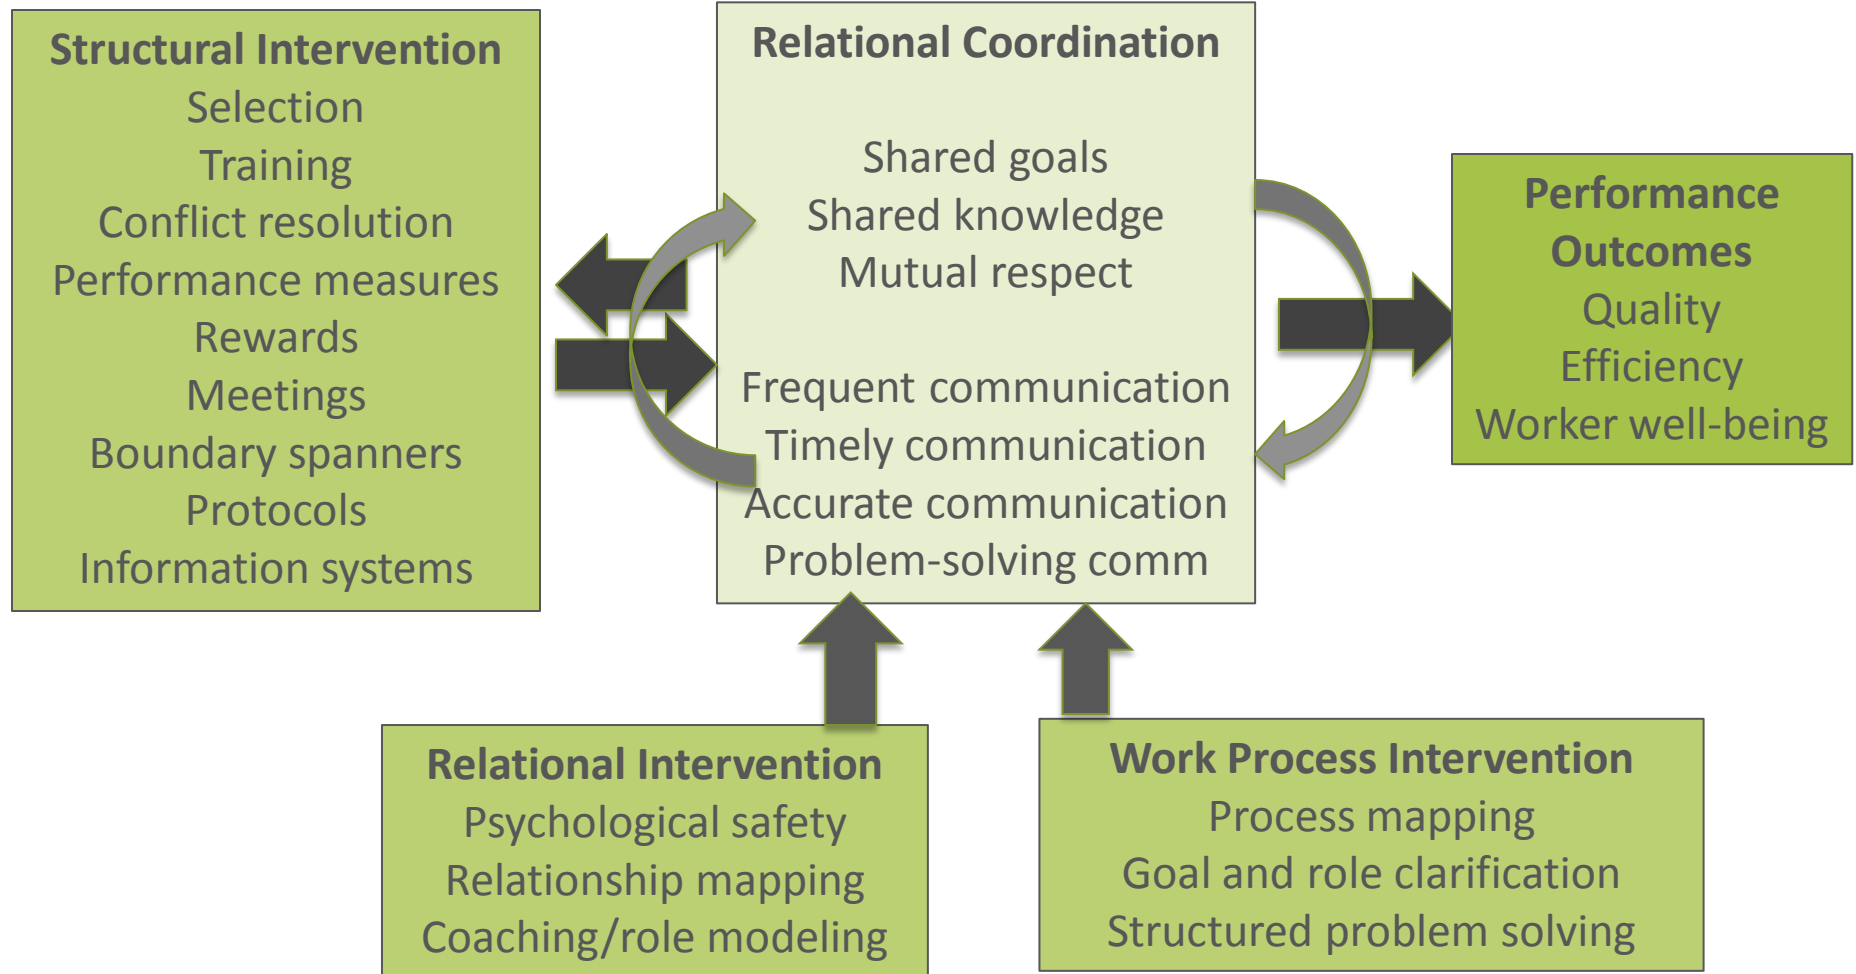 Structural Intervention
Selection
Training
Conflict resolution
Performance measures
Rewards
Meetings
Boundary spanners
Protocols
Information systems
Relational Coordination
Shared goals
Shared knowledge
Mutual respect
Frequent communication
Timely communication
Accurate communication
Problem-solving comm
Performance
Outcomes
Quality
Efficiency
Worker well-being
Relational Intervention
Psychological safety
Relationship mapping
Coaching/role modeling
Work Process Intervention
Process mapping
Goal and role clarification
Structured problem solving